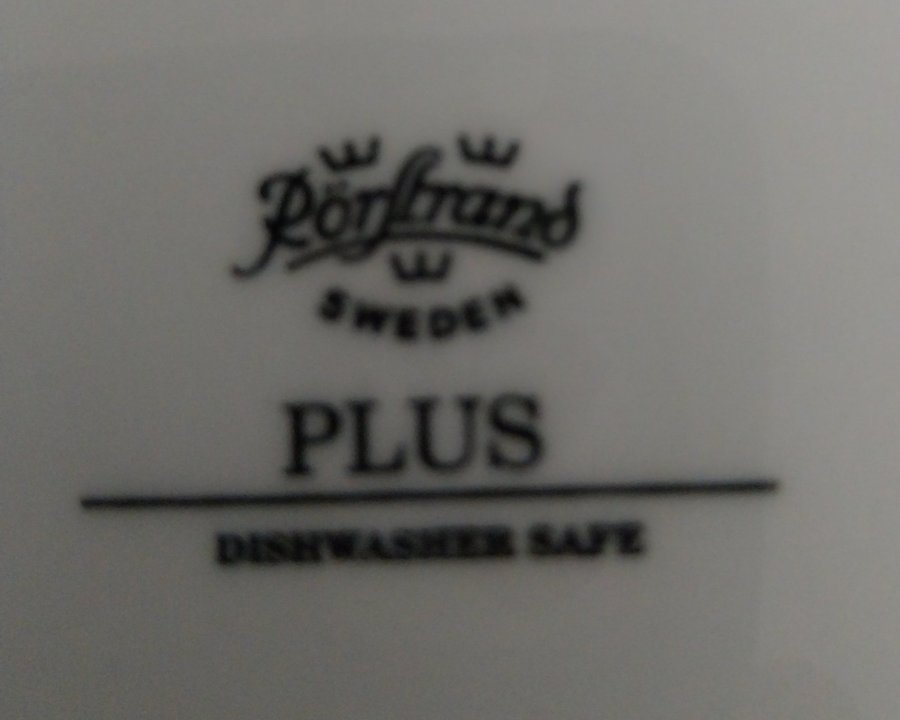 Rörstrand
SWEDEN
PLUS
DISHWASHER SAFE